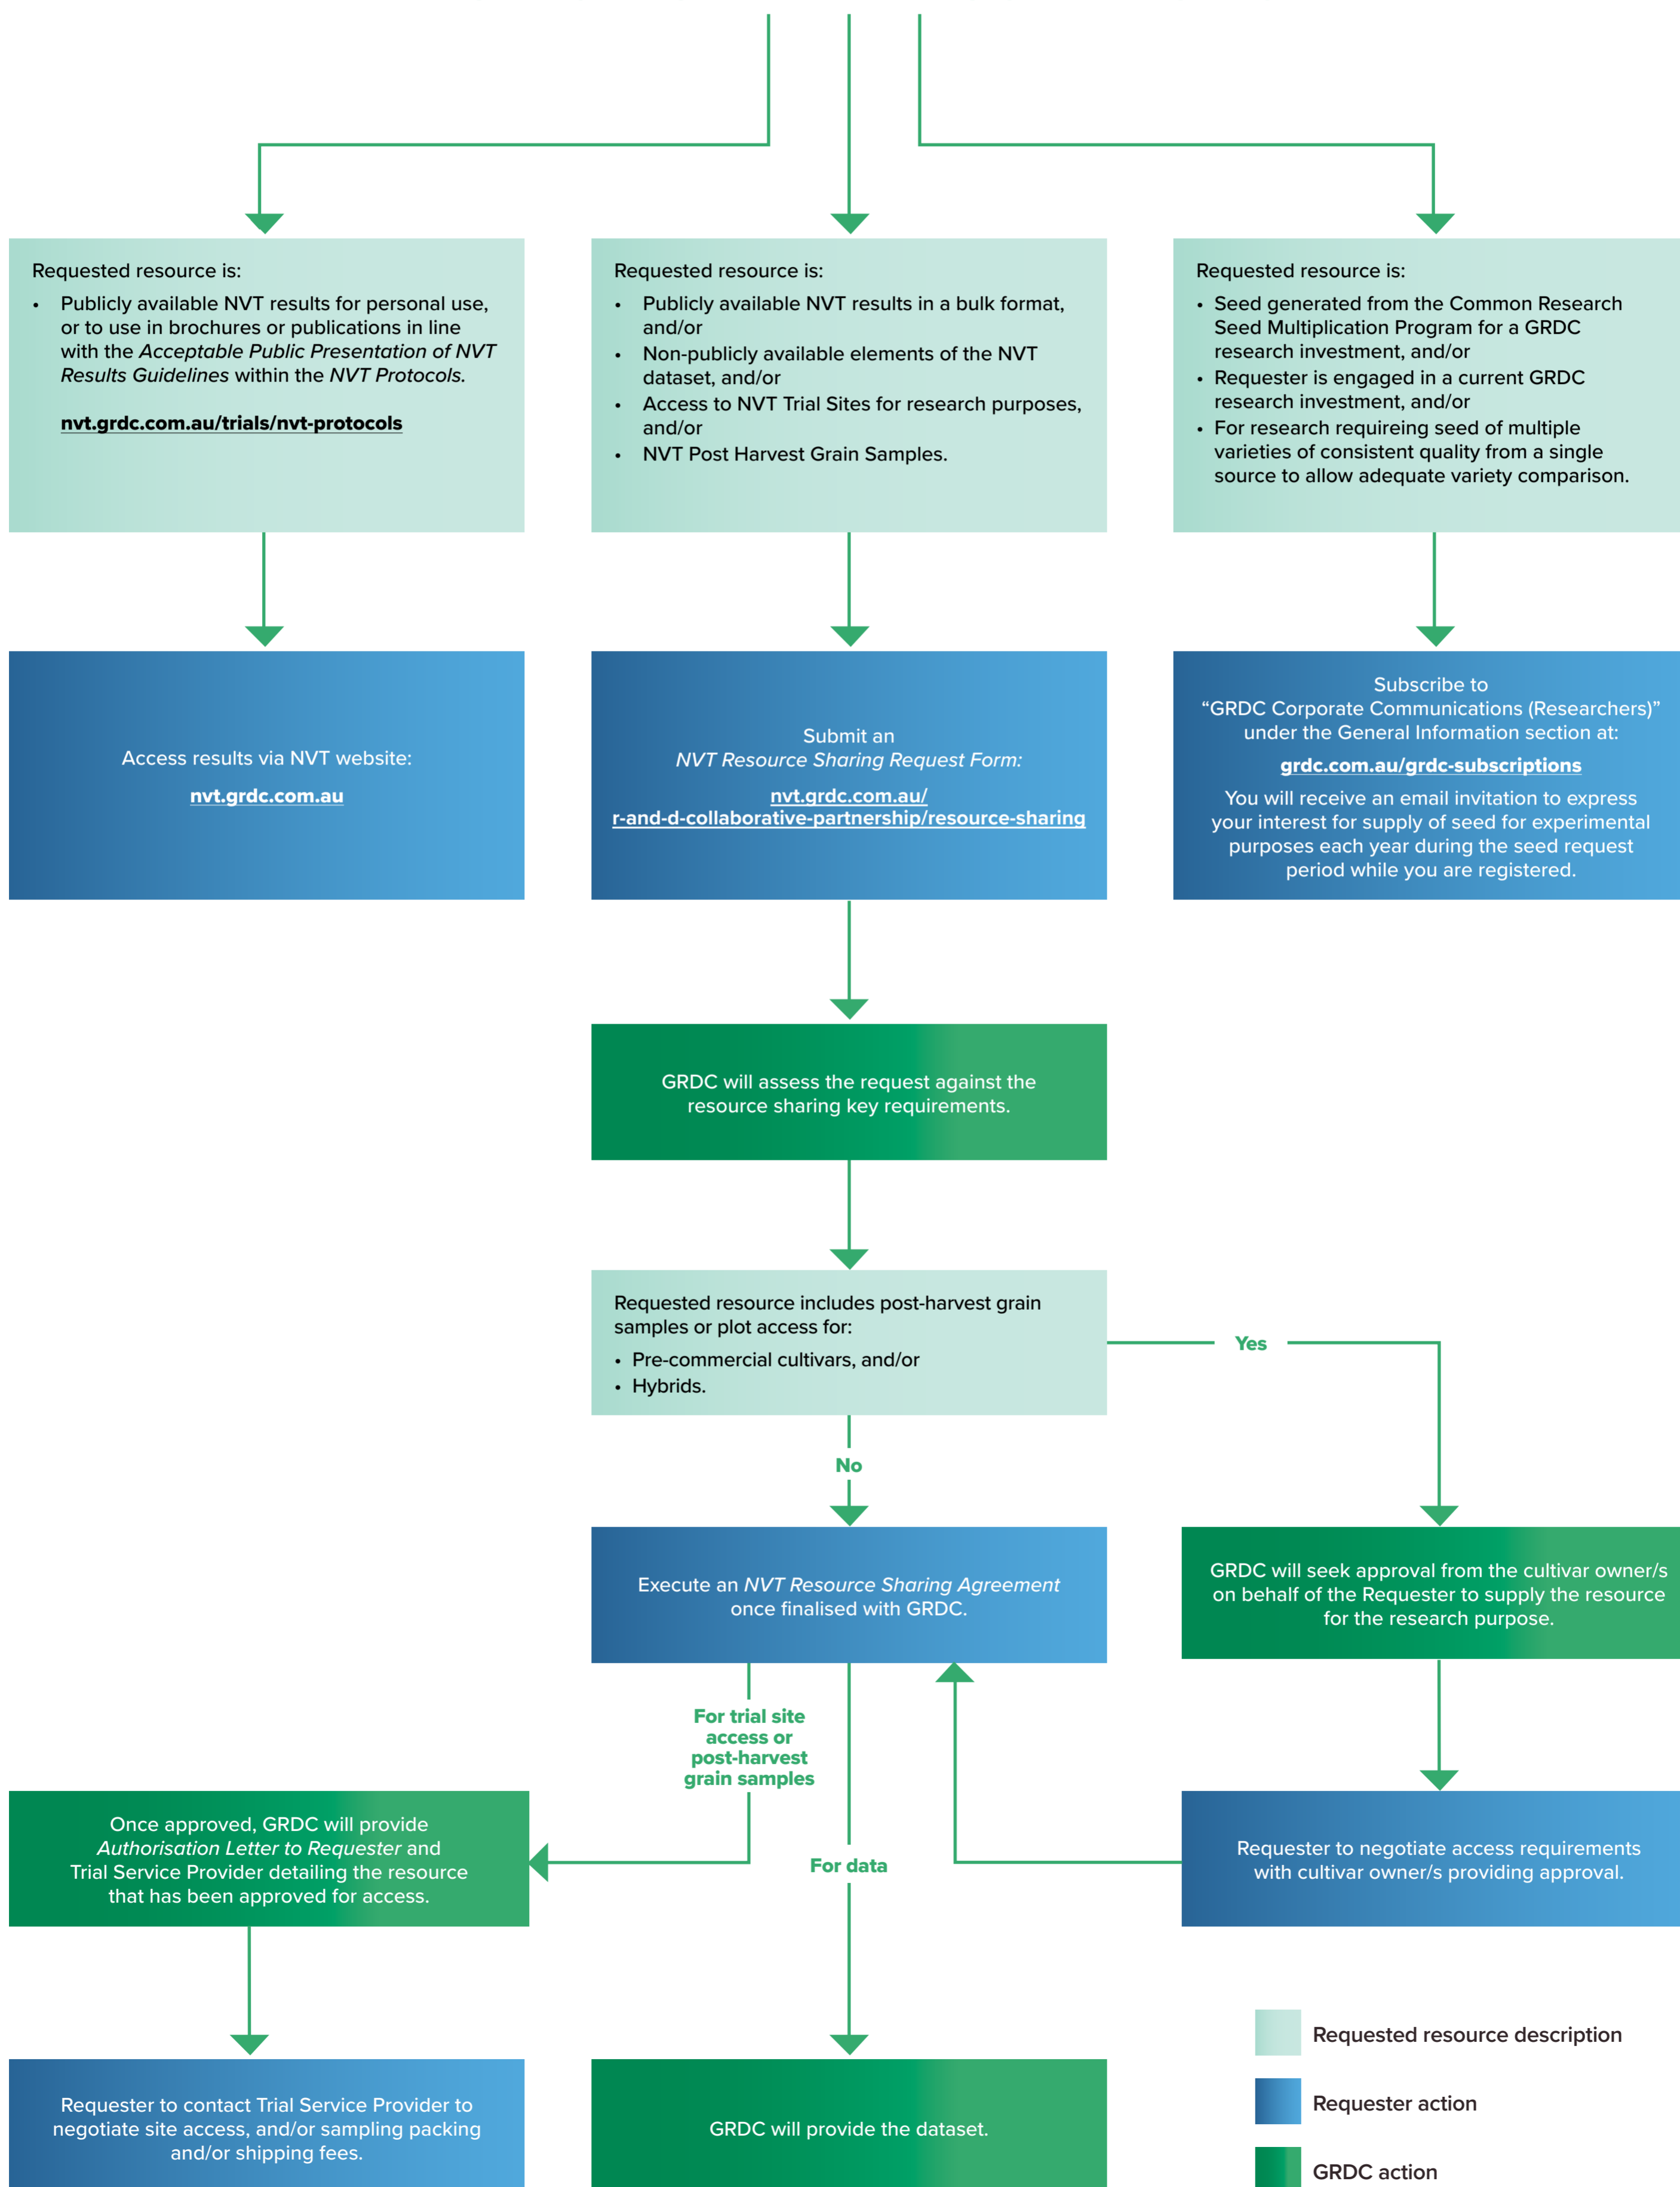 Requested resource is:
• Publicly available NVT results for personal use,
or to use in brochures or publications in line
with the Acceptable Public Presentation of NVT
Results Guidelines within the NVT Protocols.
nvt.grdc.com.au/trials/nvt-protocols
Requested resource is:
• Publicly available NVT results in a bulk format,
and/or
• Non-publicly available elements of the NVT
dataset, and/or
• Access to NVT Trial Sites for research purposes,
and/or
• NVT Post Harvest Grain Samples.
Requested resource is:
• Seed generated from the Common Research
Seed Multiplication Program for a GRDC
research investment, and/or
• Requester is engaged in a current GRDC
research investment, and/or
• For research requireing seed of multiple
varieties of consistent quality from a single
source to allow adequate variety comparison.
Access results via NVT website:
nvt.grdc.com.au
Submit an
NVT Resource Sharing Request Form:
nvt.grdc.com.au/
r-and-d-collaborative-partnership/resource-sharing
Subscribe to
“GRDC Corporate Communications (Researchers)”
under the General Information section at:
grdc.com.au/grdc-subscriptions
You will receive an email invitation to express
your interest for supply of seed for experimental
purposes each year during the seed request
period while you are registered.
GRDC will assess the request against the
resource sharing key requirements.
Requested resource includes post-harvest grain
samples or plot access for:
• Pre-commercial cultivars, and/or
• Hybrids.
Yes
No
Execute an NVT Resource Sharing Agreement
once finalised with GRDC.
GRDC will seek approval from the cultivar owner/s
on behalf of the Requester to supply the resource
for the research purpose.
For trial site
access or
post-harvest
grain samples
Once approved, GRDC will provide
Authorisation Letter to Requester and
Trial Service Provider detailing the resource
that has been approved for access.
For data
Requester to negotiate access requirements
with cultivar owner/s providing approval.
Requester to contact Trial Service Provider to
negotiate site access, and/or sampling packing
and/or shipping fees.
GRDC will provide the dataset.
Requested resource description
Requester action
GRDC action